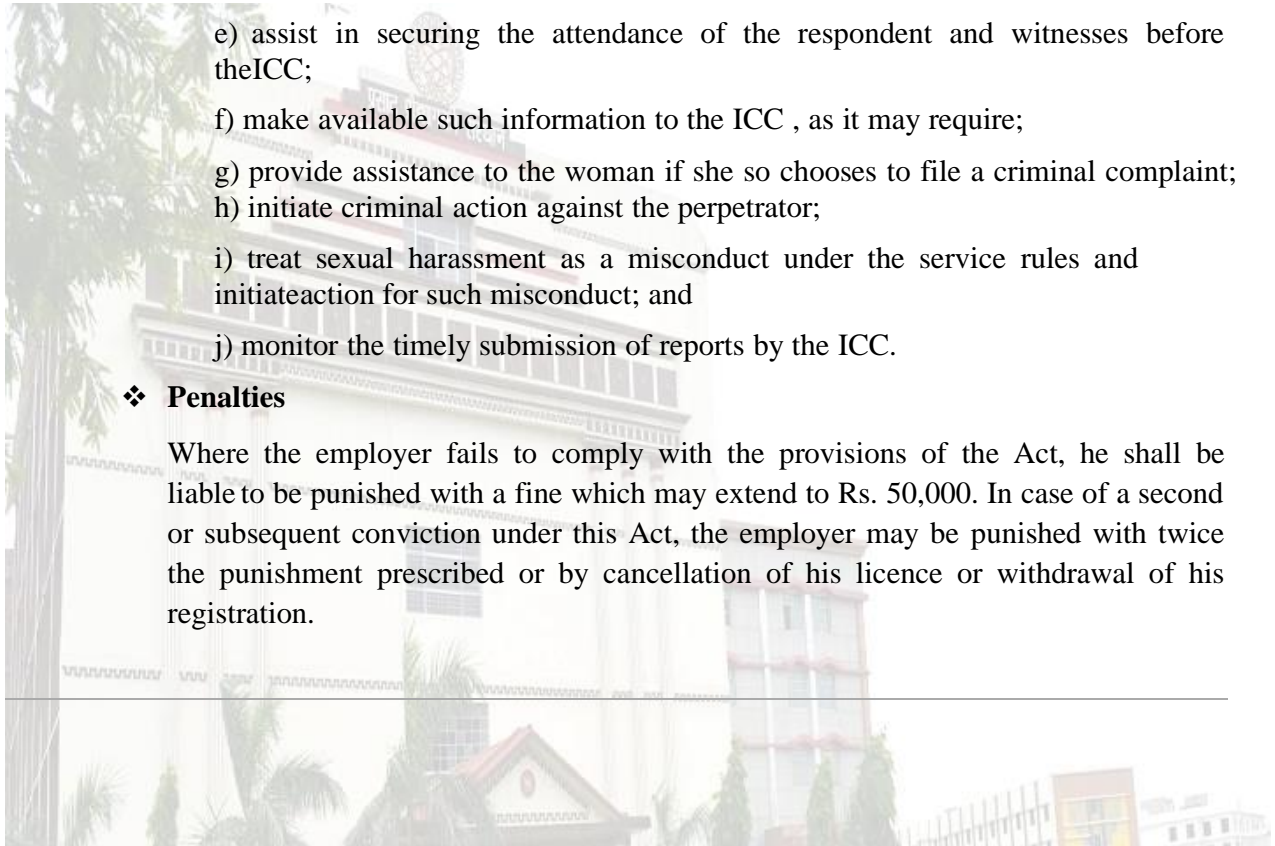 e) assist in securing the attendance of the respondent and witnesses before
theICC;
f) make available such information to the ICC , as it may require;
g) provide assistance to the woman if she so chooses to file a criminal complaint;
h) initiate criminal action against the perpetrator;
i) treat sexual harassment as a misconduct under the service rules and
initiateaction for such misconduct; and
j) monitor the timely submission of reports by the ICC.
❖ Penalties
Where the employer fails to comply with the provisions of the Act, he shall be
liable to be punished with a fine which may extend to Rs. 50,000. In case of a second
or subsequent conviction under this Act, the employer may be punished with twice
the punishment prescribed or by cancellation of his licence or withdrawal of his
registration.